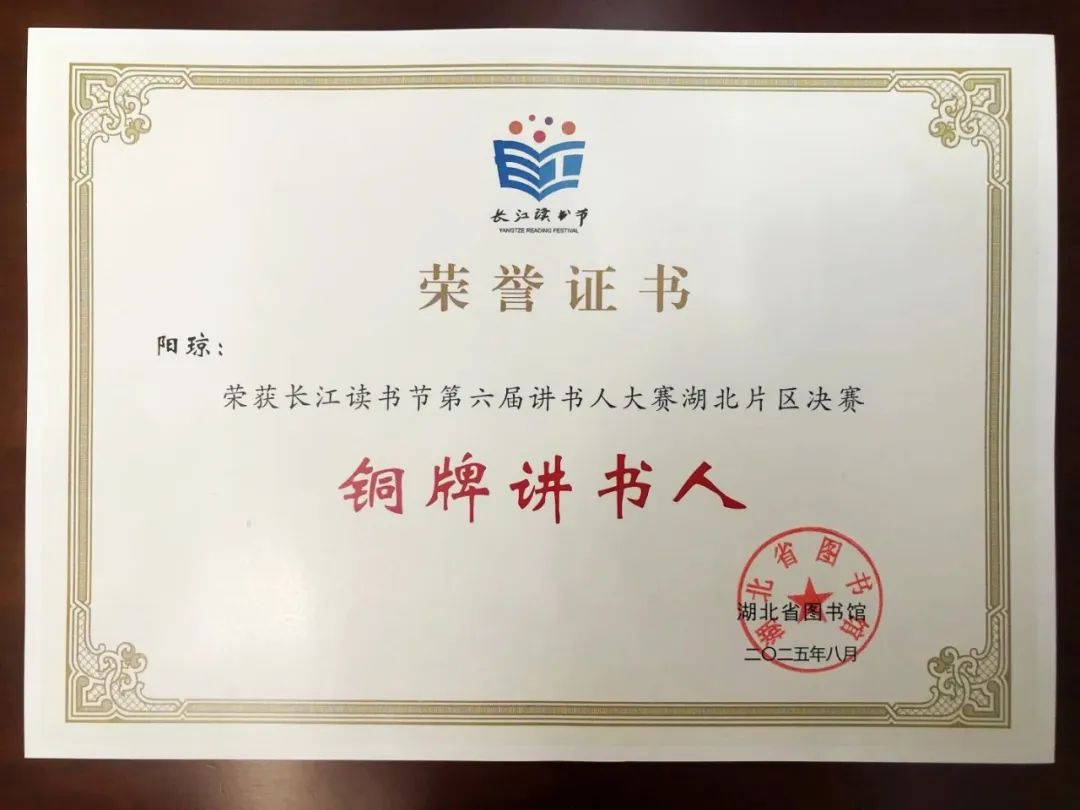 长江读书节
YANGTZE READING FESTIVAL
荣誉证书
阳琼：
荣获长江读书节第六届讲书人大赛湖北片区决赛
铜牌讲书人
湖北省图书馆
湖北省图书馆
二〇二五年八月